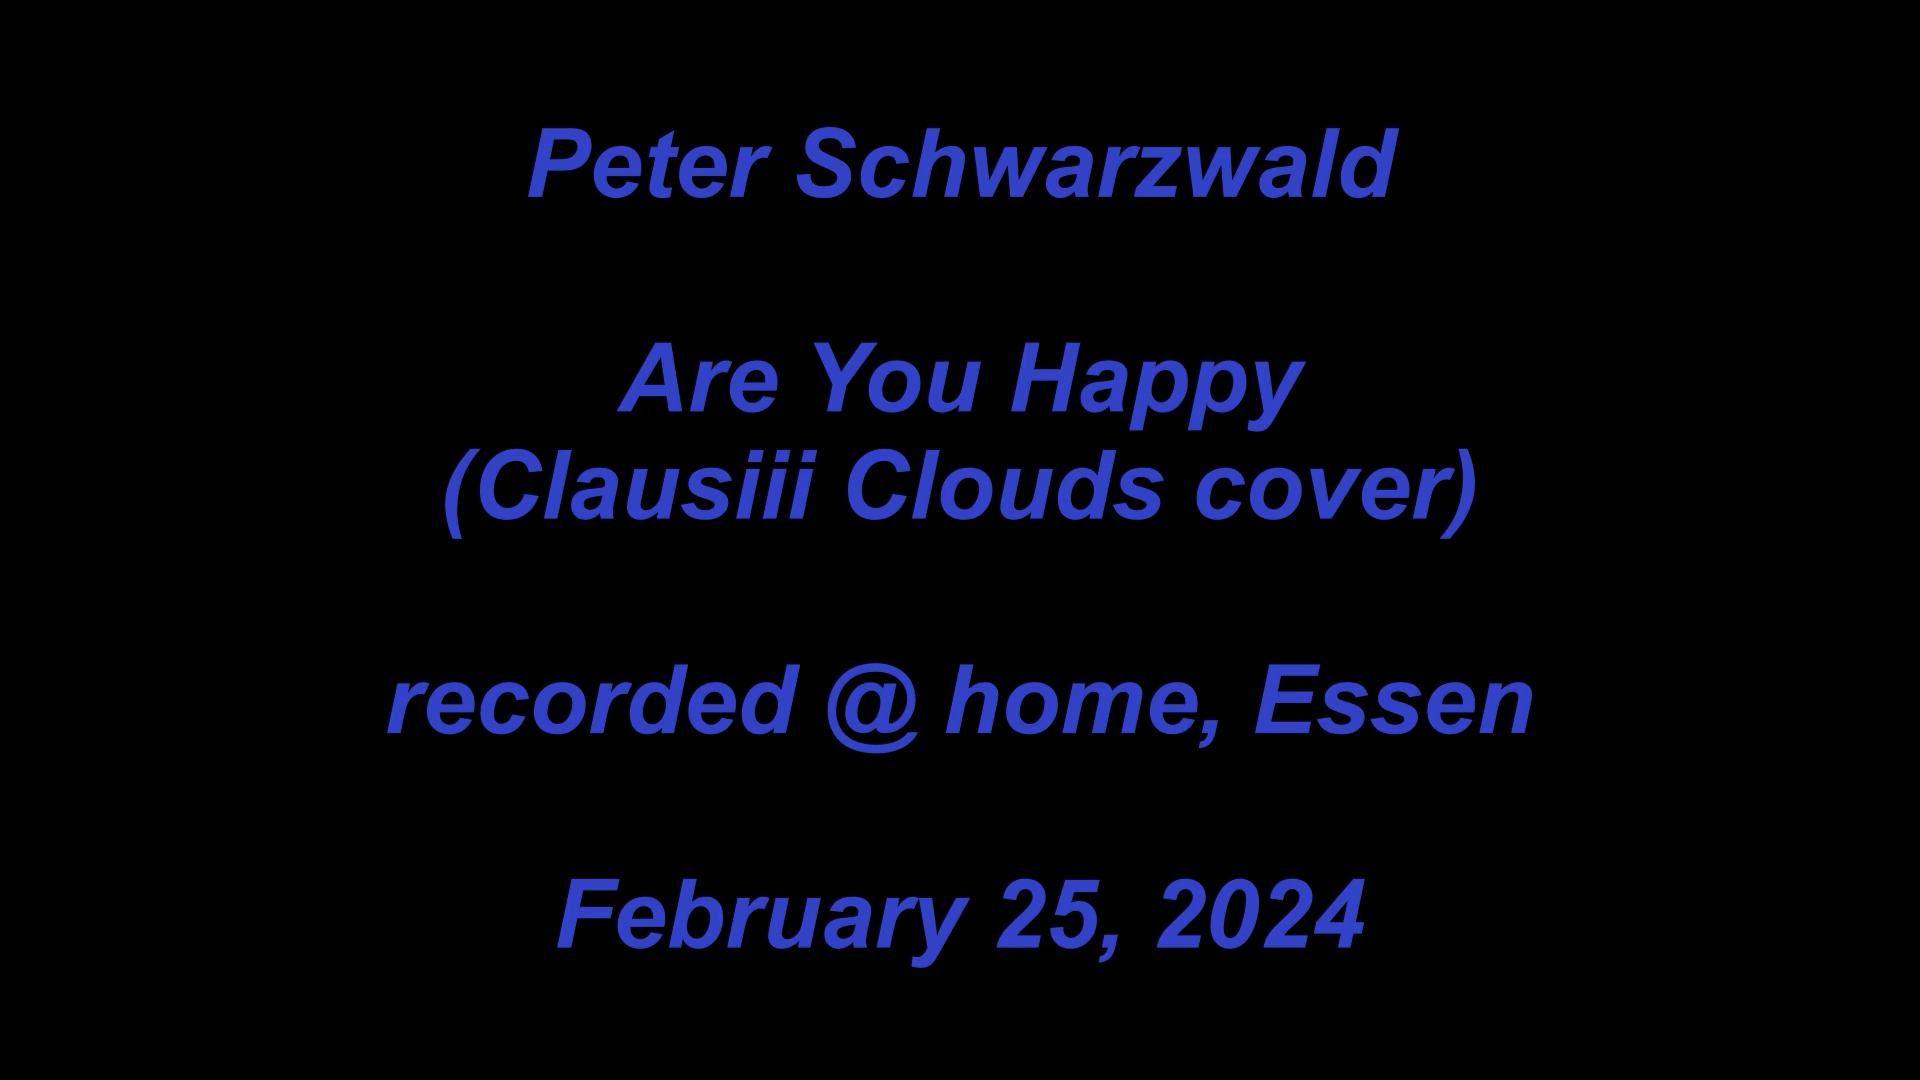 Peter Schwarzwald
Are You Happy
(Clausiii Clouds cover)
recorded @ home, Essen
February 25, 2024